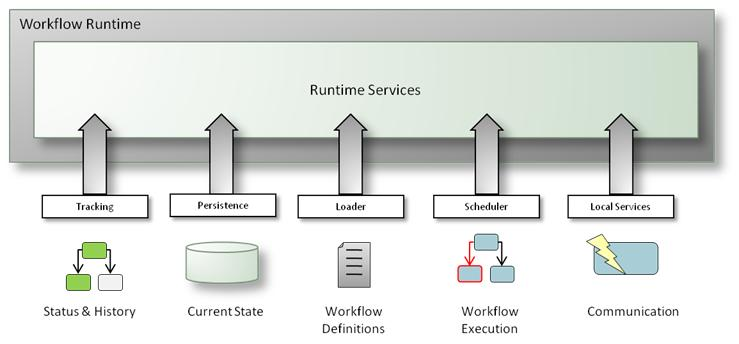 Workflow Runtime
Runtime Services
Tracking
Persistence
Loader
Scheduler
Local Services
Status & History
Current State
Workflow
Definitions
Workflow
Execution
Communication